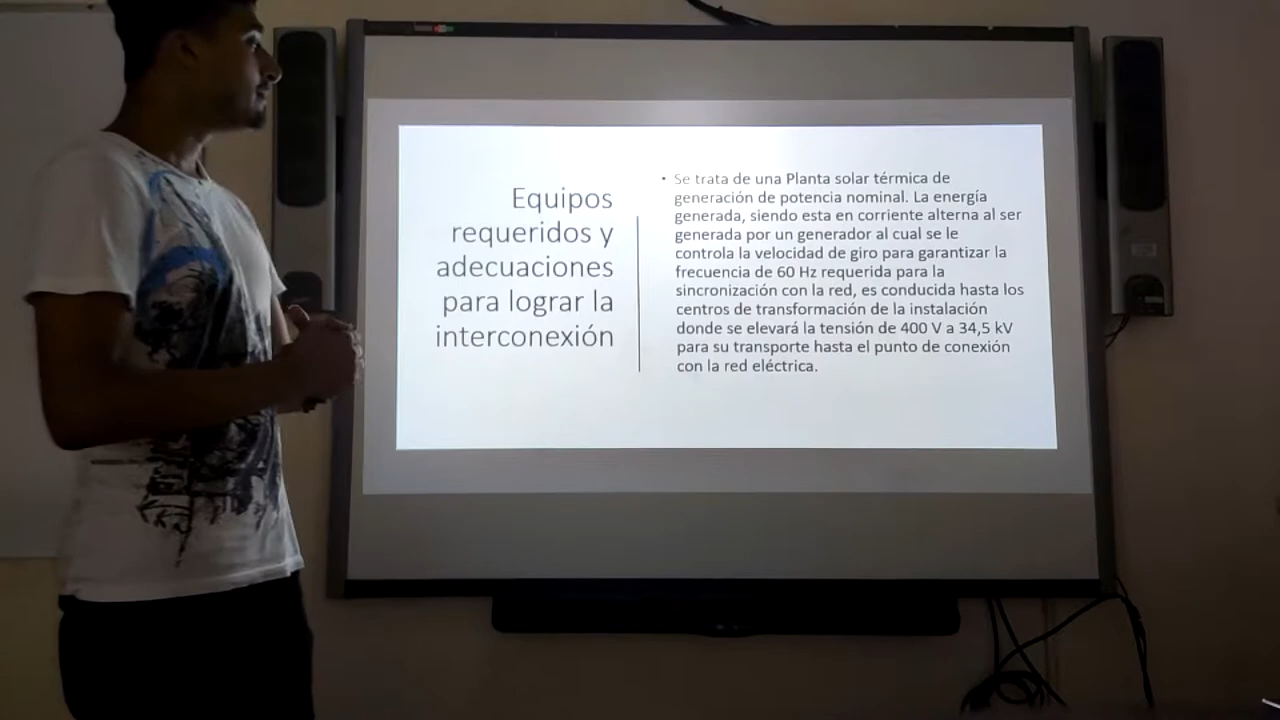 Equipos
requeridos y
adecuaciones
para lograr la
interconexión
• Se trata de una Planta solar térmica de
generación de potencia nominal. La energía
generada, siendo esta en corriente alterna al ser
generada por un generador al cual se le
controla la velocidad de giro para garantizar la
frecuencia de 60 Hz requerida para la
sincronización con la red, es conducida hasta los
centros de transformación de la instalación
donde se elevará la tensión de 400 V a 34,5 kV
para su transporte hasta el punto de conexión
con la red eléctrica.